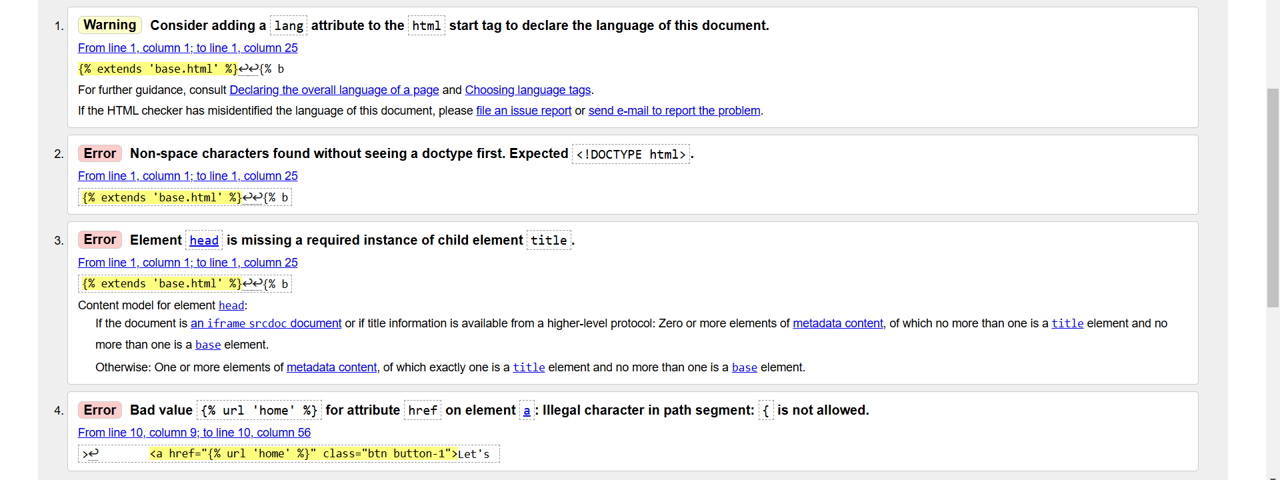 1. Warning Consider adding a lang attribute to the html start tag to declare the language of this document.
From line 1, column 1; to line 1, column 25
{% extends 'base.html' %}↩↩{% b
For further guidance, consult Declaring the overall language of a page and Choosing language tags.
If the HTML checker has misidentified the language of this document, please file an issue report or send e-mail to report the problem.
2. Error Non-space characters found without seeing a doctype first. Expected <!DOCTYPE html>.
From line 1, column 1; to line 1, column 25
{% extends 'base.html' %}↩↩{% b
3. Error Element head is missing a required instance of child element title.
From line 1, column 1; to line 1, column 25
{% extends 'base.html' %}↩↩{% b
Content model for element head:
If the document is an iframe srcdoc document or if title information is available from a higher-level protocol: Zero or more elements of metadata content, of which no more than one is a title element and no
more than one is a base element.
Otherwise: One or more elements of metadata content, of which exactly one is a title element and no more than one is a base element.
4. Error Bad value {% url 'home' %} for attribute href on element a: Illegal character in path segment: { is not allowed.
From line 10, column 9; to line 10, column 56
>↩ <a href="{% url 'home' %}" class="btn button-1">Let's